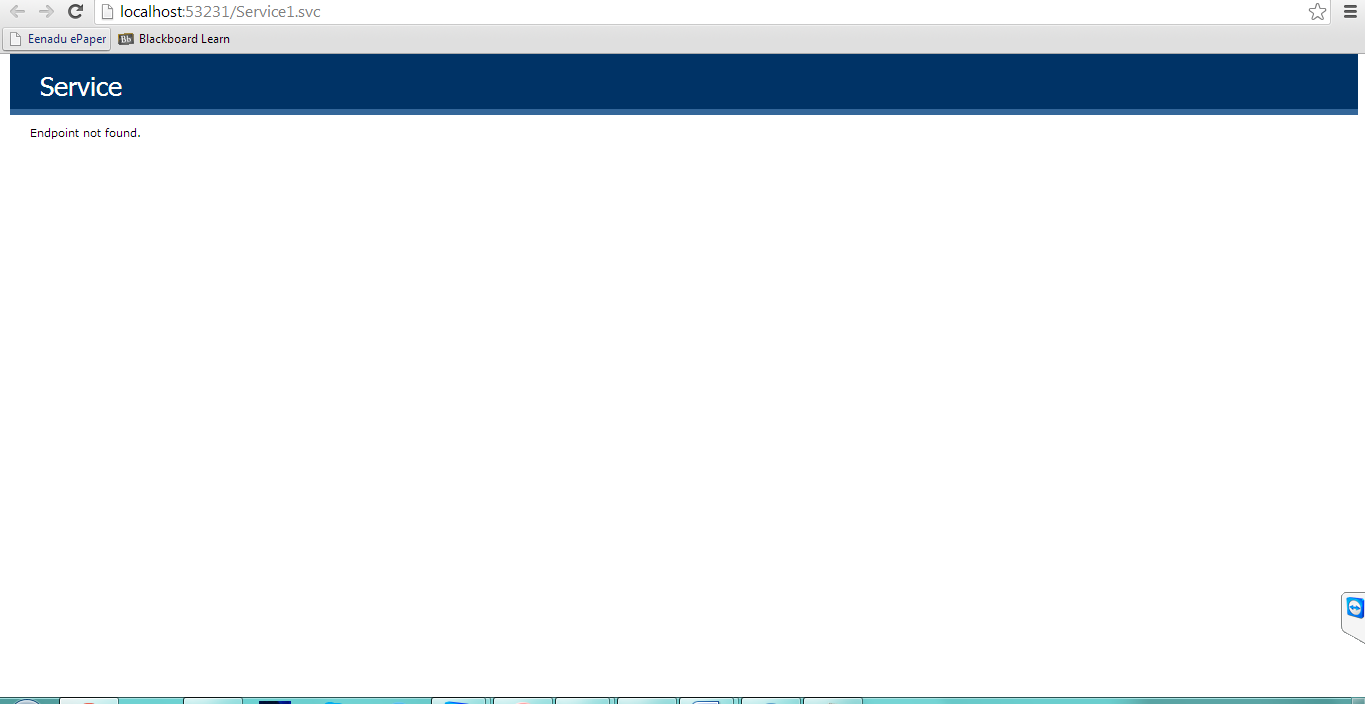 localhost:53231/Service1.svc
Eenadu ePaper
Bb Blackboard Learn
Service
Endpoint not found.